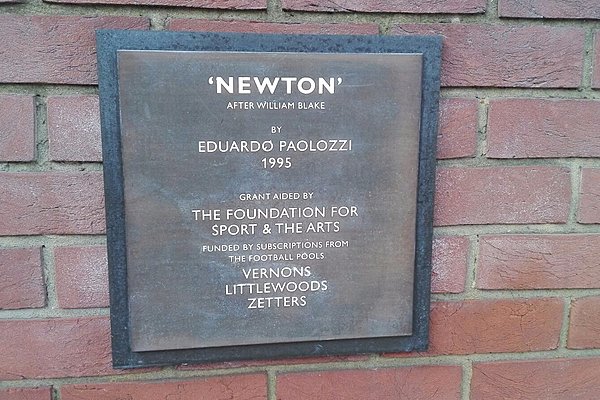 ‘NEWTON’
AFTER WILLIAM BLAKE
BY
EDUARDO PAOLOZZI
1995
GRANT AIDED BY
THE FOUNDATION FOR
SPORT & THE ARTS
FUNDED BY SUBSCRIPTIONS FROM
THE FOOTBALL POOLS
VERNONS
LITTLEWOODS
ZETTERS